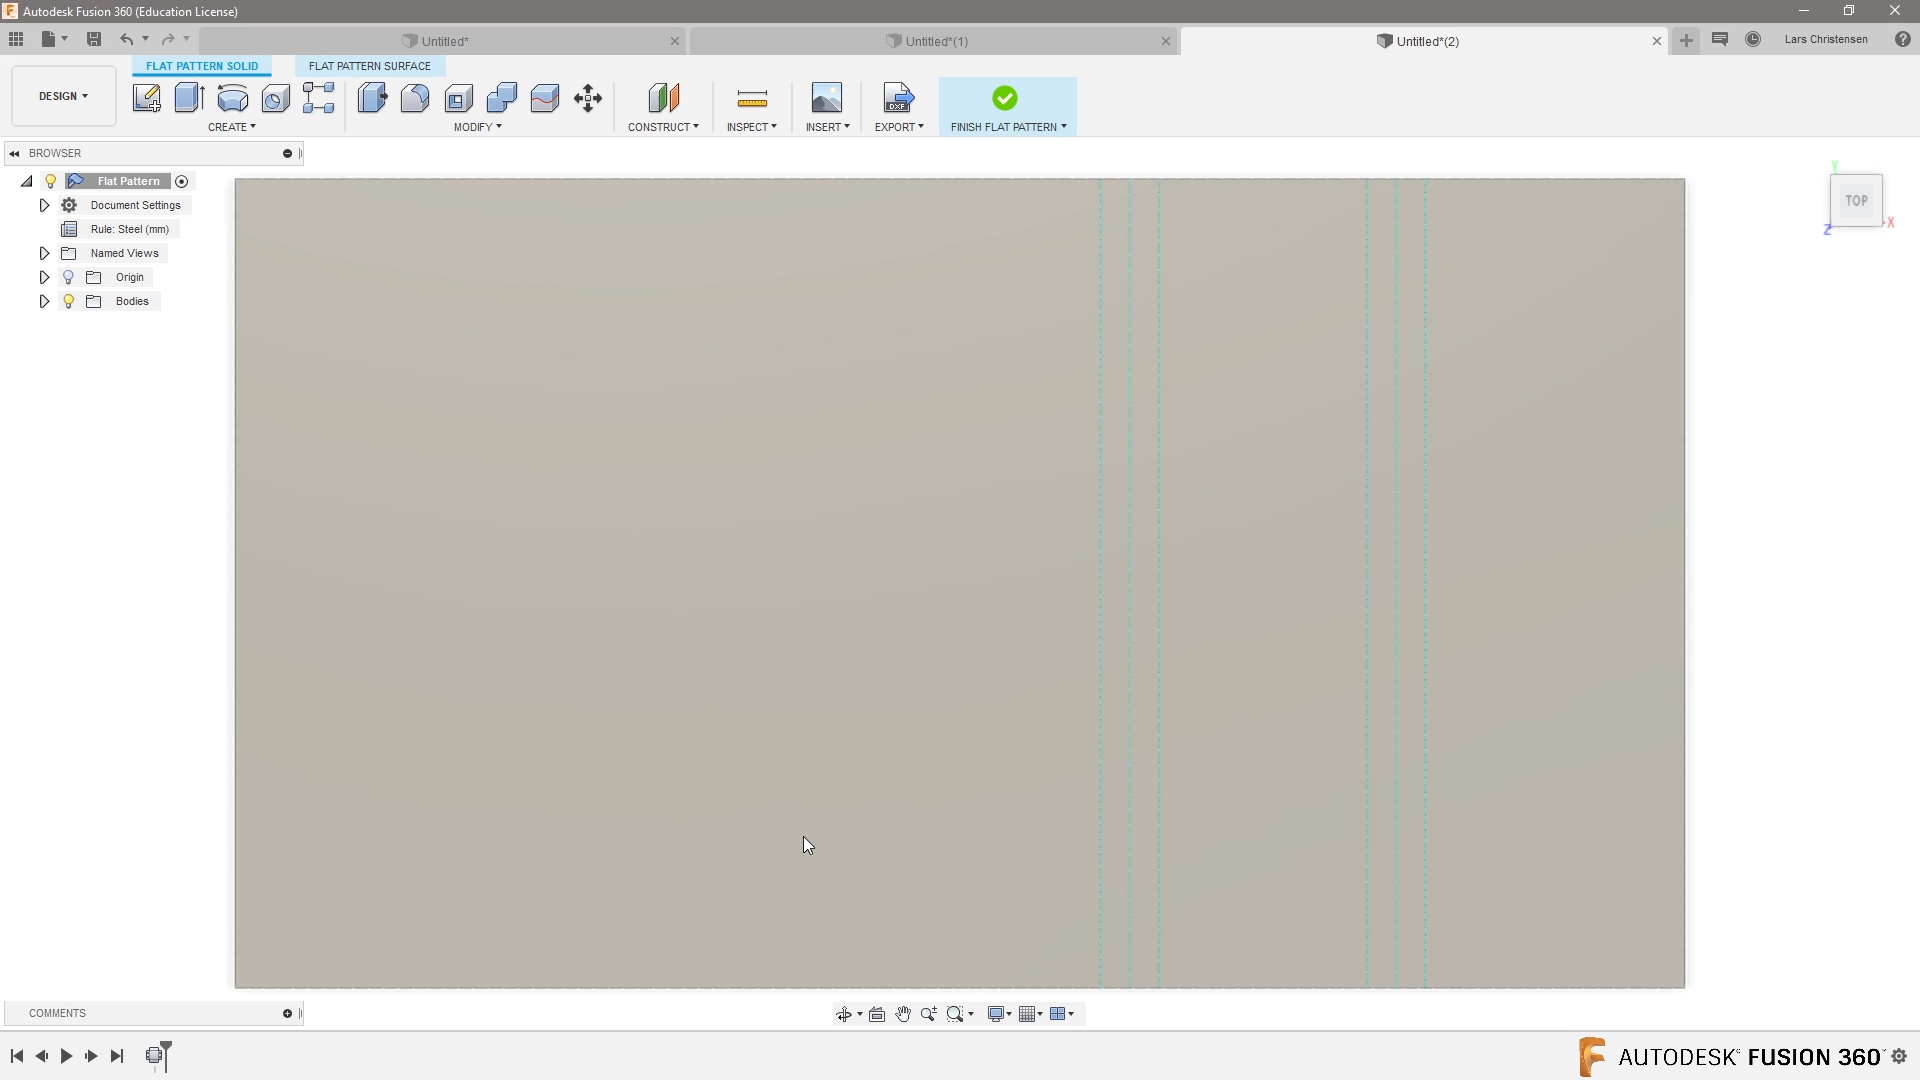 Autodesk Fusion 360 (Education License)
Untitled*
Untitled*(1)
Untitled*(2)
Lars Christensen
FLAT PATTERN SOLID
FLAT PATTERN SURFACE
DESIGN
CREATE
MODIFY
CONSTRUCT
INSPECT
INSERT
DXF
EXPORT
FINISH FLAT PATTERN
BROWSER
Flat Pattern
Document Settings
Rule: Steel (mm)
Named Views
Origin
Bodies
Y
TOP
X
Z
COMMENTS
AUTODESK FUSION 360